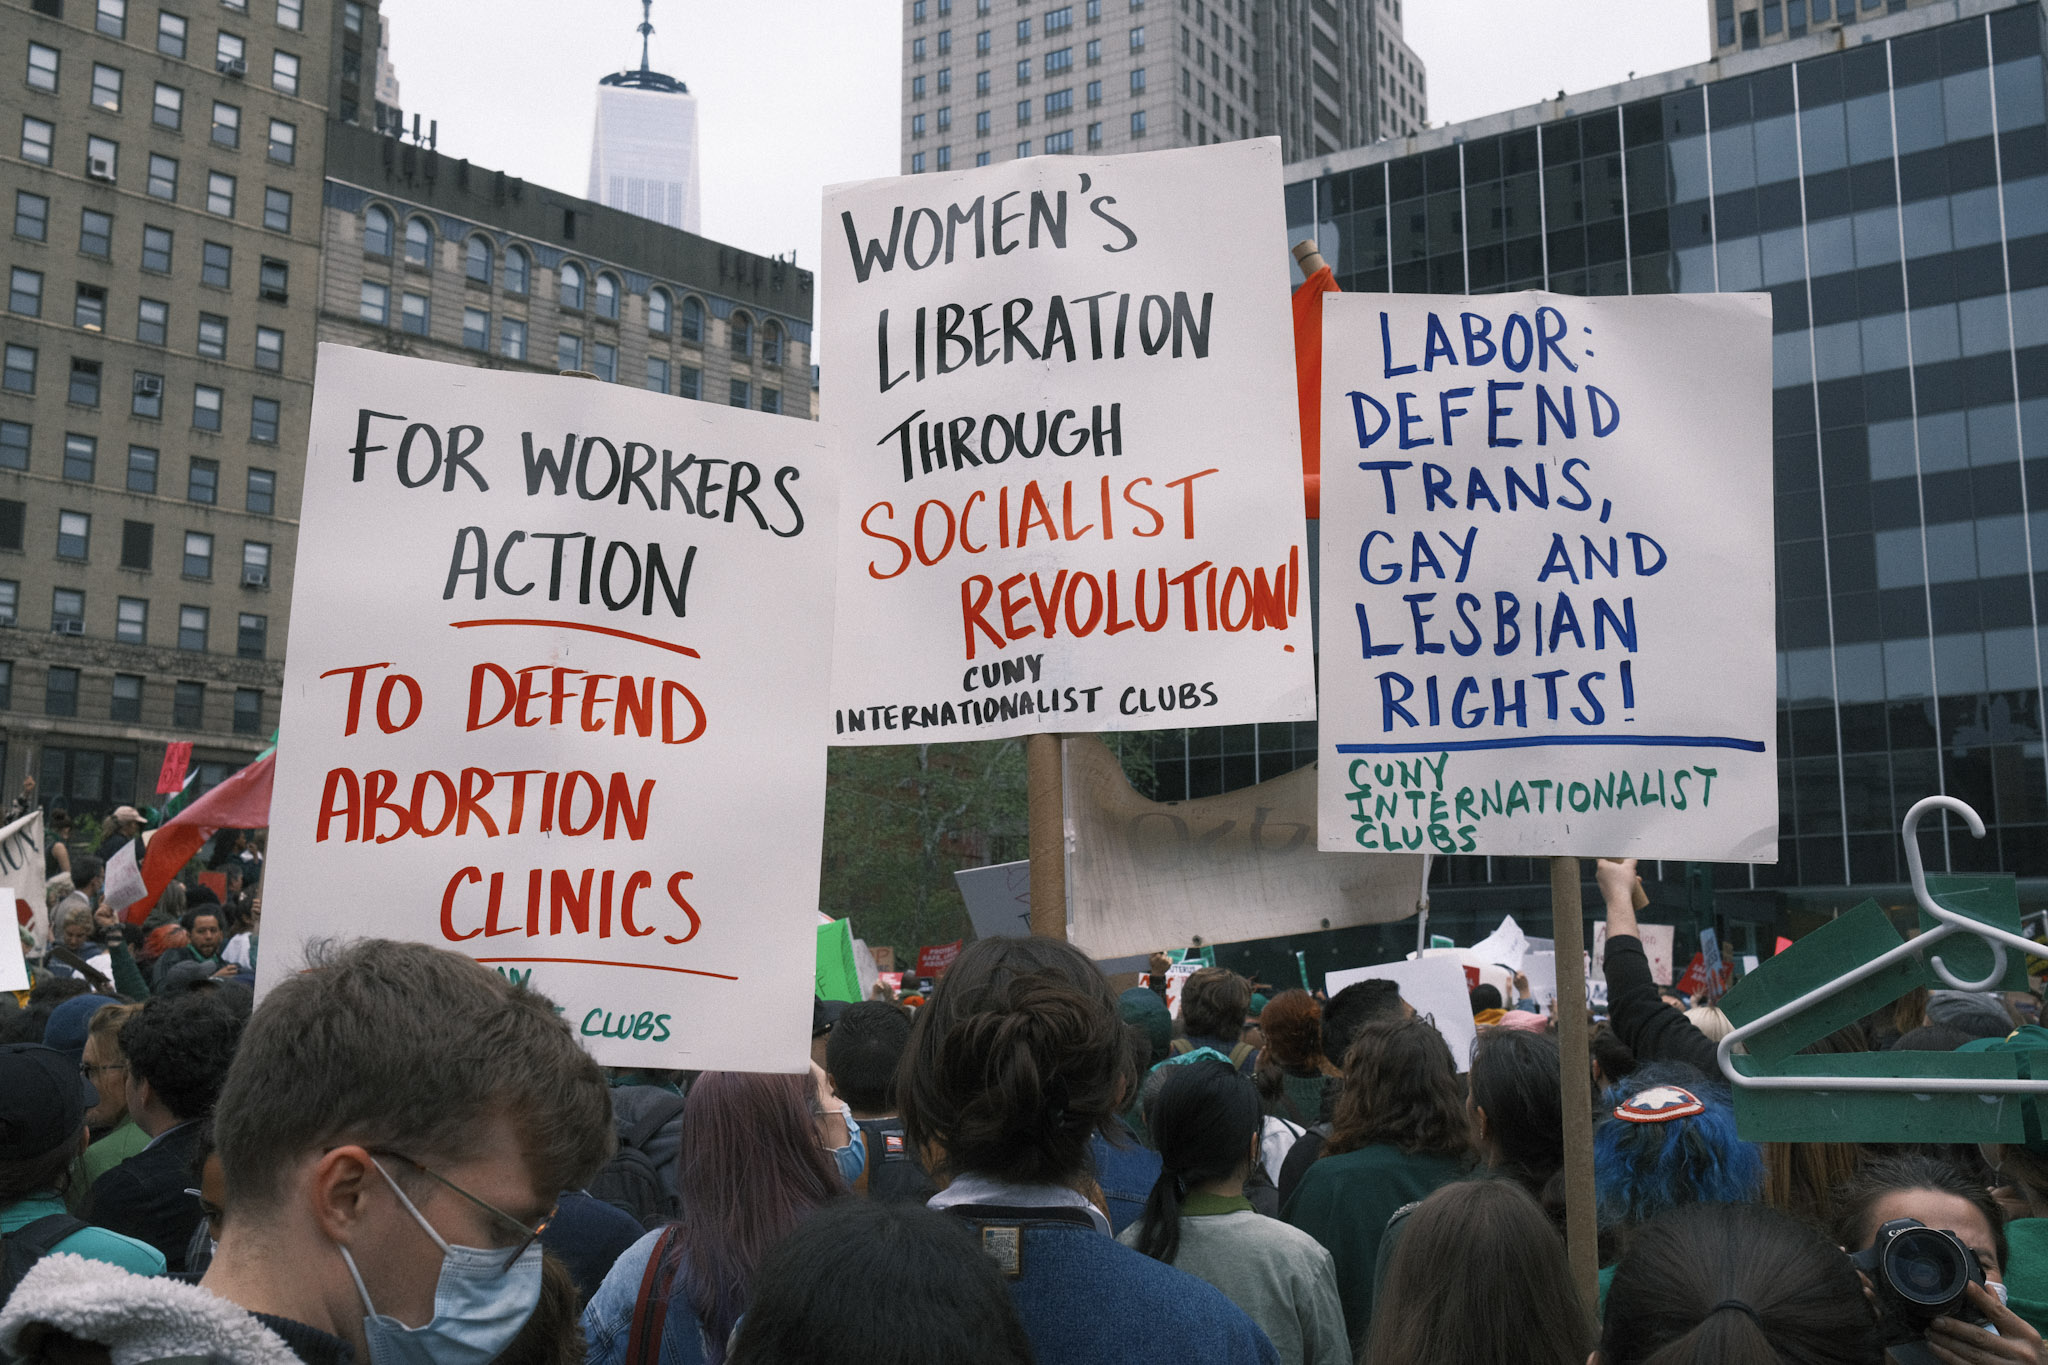 FOR WORKERS
ACTION
TO DEFEND
ABORTION
CLINICS
CLUBS
WOMEN'S
LIBERATION
THROUGH
SOCIALIST
REVOLUTION!
CUNY
INTERNATIONALIST CLUBS
LABOR:
DEFEND
TRANS,
GAY AND
LESBIAN
RIGHTS!
CUNY
INTERNATIONALIST
CLUBS